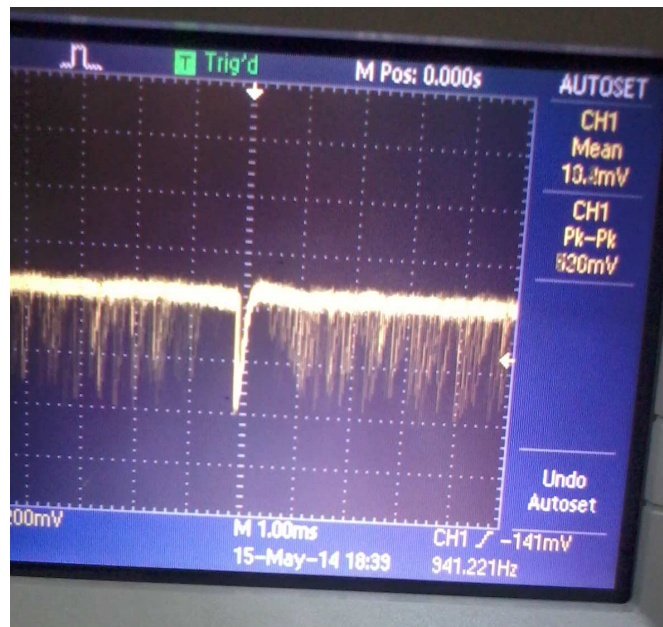 T Trig'd
M Pos: 0.000s
AUTOSET
CH1
Mean
CH1
Pk-Pk
520mV
Undo
Autoset
M 1.00ms
CH1 -141mV
15-May-14 18:39
941.221Hz